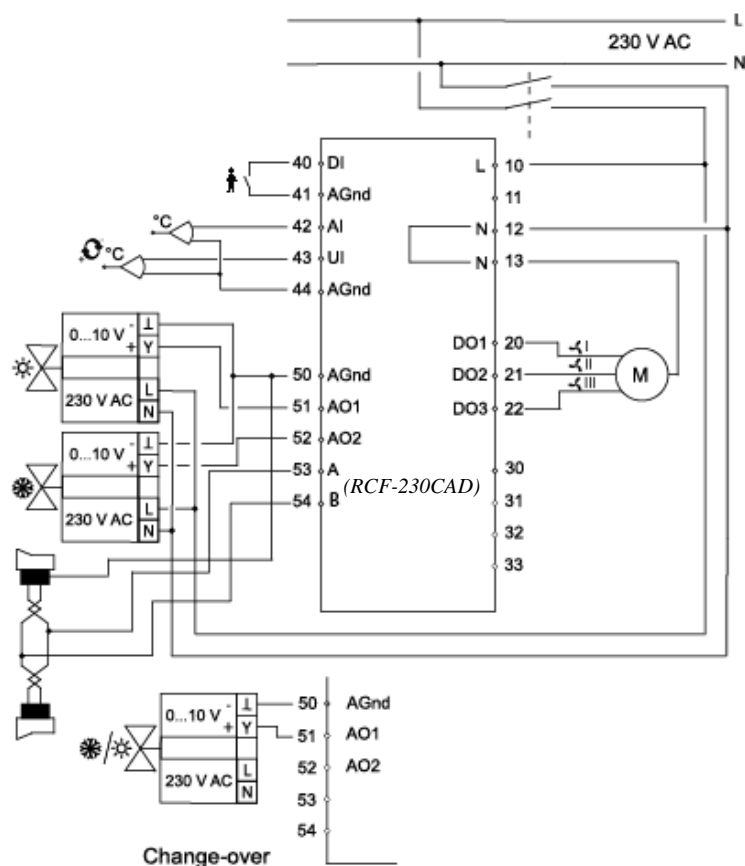 L
230 V AC
N
40 DI
L 10
41 AGnd
11
°C
42 AI
N 12
°C
43 UI
N 13
44 AGnd
0...10 V - ⊥
+ Y
L
230 V AC N
DO1 20 I
50 AGnd
DO2 21 II
M
51 AO1
DO3 22 III
0...10 V - ⊥
+ Y
L
230 V AC N
52 AO2
53 A
30
(RCF-230CAD)
54 B
31
32
33
0...10 V - ⊥
+ Y
L
230 V AC N
50 AGnd
51 AO1
52 AO2
53
54
Change-over